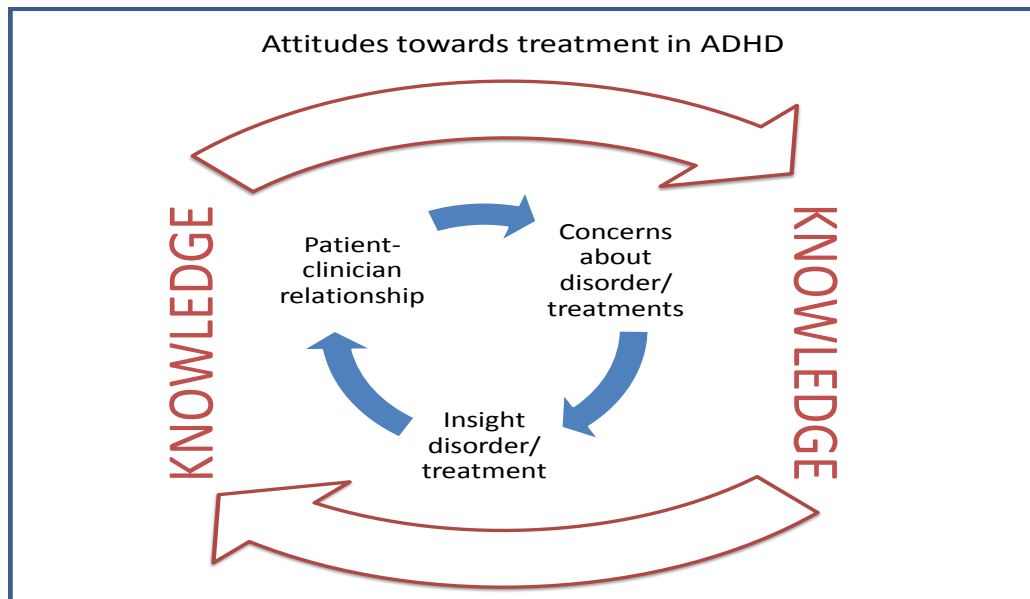 Attitudes towards treatment in ADHD
KNOWLEDGE
Patient-
clinician
relationship
Concerns
about
disorder/
treatments
Insight
disorder/
treatment
KNOWLEDGE